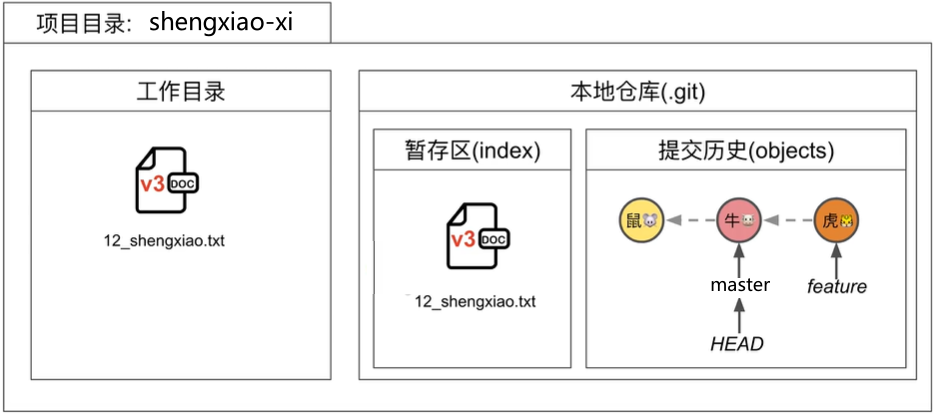 项目目录: shengxiao-xi
工作目录
v3
DOC
12_shengxiao.txt
本地仓库(.git)
暂存区(index)
v3
DOC
12_shengxiao.txt
提交历史(objects)
鼠 牛 虎
master
feature
HEAD